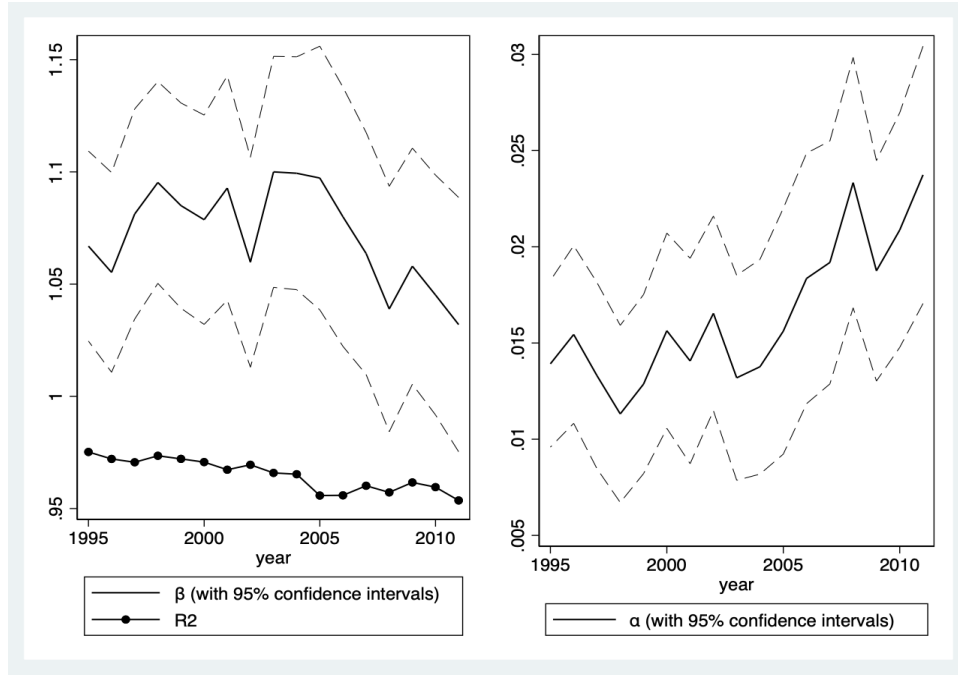 1.15
1.1
1.05
1
.95
1995 2000 2005 2010
year
β (with 95% confidence intervals)
R2
.03
.025
.02
.015
.01
.005
1995 2000 2005 2010
year
α (with 95% confidence intervals)